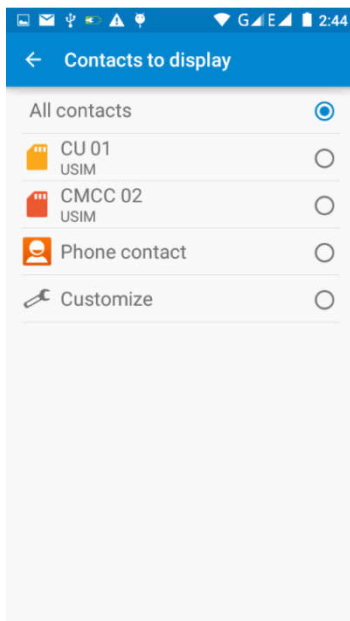 G E 2:44
Contacts to display
All contacts
CU 01
USIM
CMCC 02
USIM
Phone contact
Customize